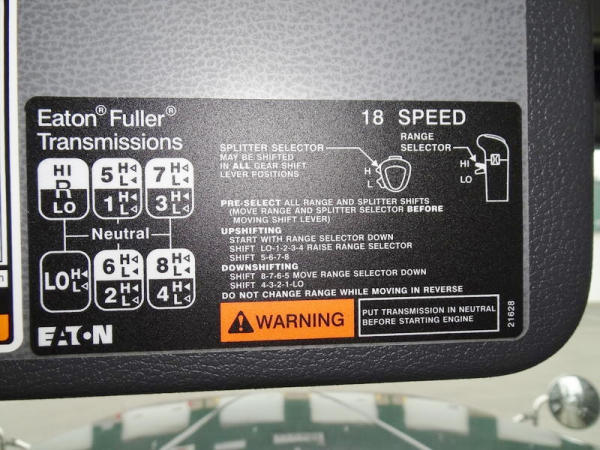 Eaton® Fuller®
Transmissions
18 SPEED
SPLITTER SELECTOR
MAY BE SHIFTED
IN ALL GEAR SHIFT
LEVER POSITIONS
H
L
RANGE
SELECTOR
HI
LO
HI
R
LO
5 H L
1 H L
7 H L
3 H L
Neutral
LO H L
6 H L
2 H L
8 H L
4 H L
PRE-SELECT ALL RANGE AND SPLITTER SHIFTS
(MOVE RANGE AND SPLITTER SELECTOR BEFORE
MOVING SHIFT LEVER)
UPSHIFTING
START WITH RANGE SELECTOR DOWN
SHIFT LO-1-2-3-4 RAISE RANGE SELECTOR
SHIFT 5-6-7-8
DOWNSHIFTING
SHIFT 8-7-6-5 MOVE RANGE SELECTOR DOWN
SHIFT 4-3-2-1-LO
DO NOT CHANGE RANGE WHILE MOVING IN REVERSE
WARNING
PUT TRANSMISSION IN NEUTRAL
BEFORE STARTING ENGINE
21628
EATON